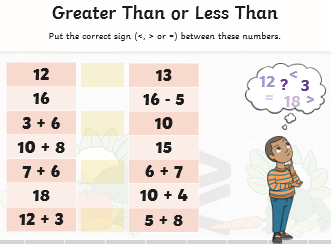 Greater Than or Less Than
Put the correct sign (<, > or =) between these numbers.
12 13
16 16 - 5
3 + 6 10
10 + 8 15
7 + 6 6 + 7
18 10 + 4
12 + 3 5 + 8
12 ? < 3
= 18 >